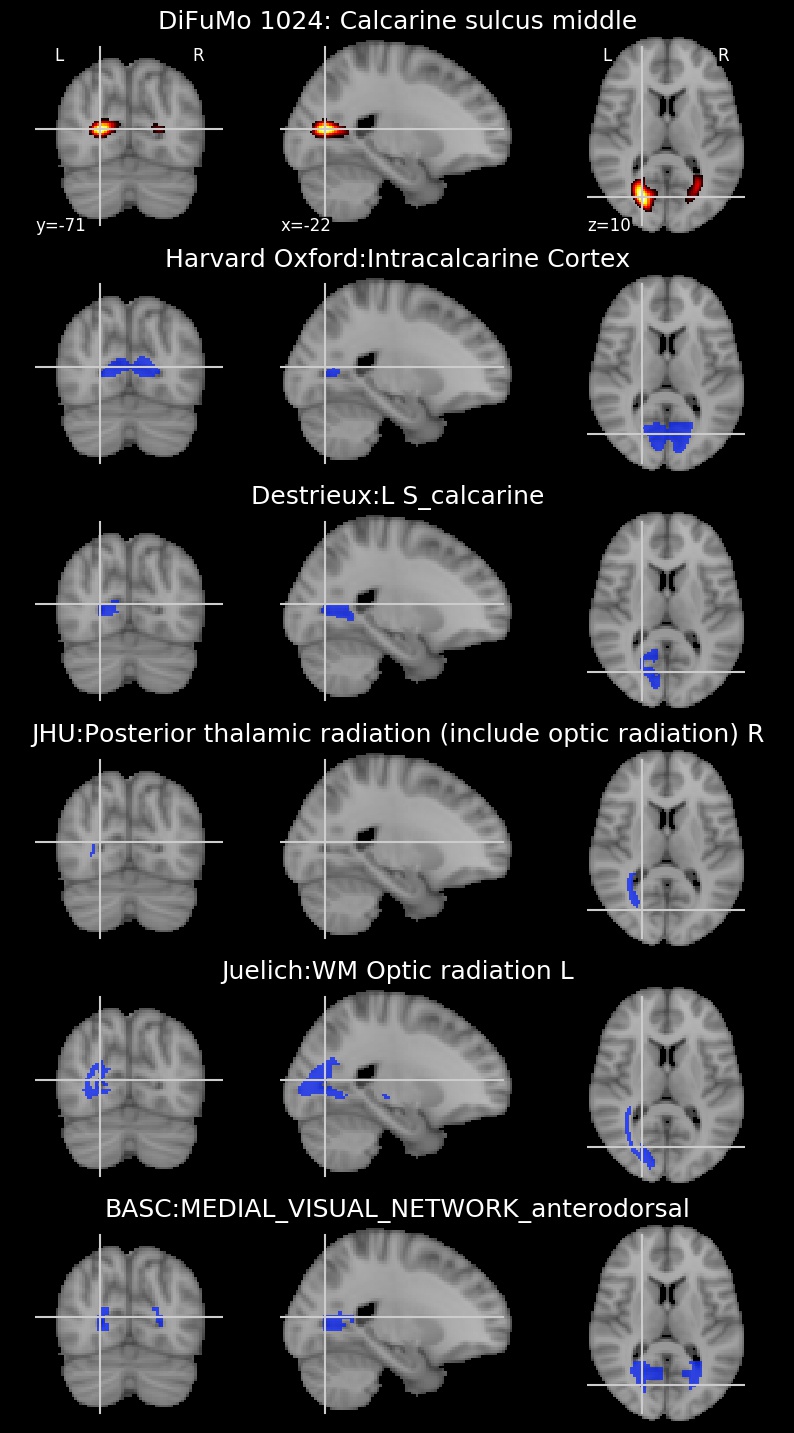 DiFuMo 1024: Calcarine sulcus middle
L R L R
y=-71 x=-22 z=10
Harvard Oxford:Intracalcarine Cortex
Destrieux:L S_calcarine
JHU:Posterior thalamic radiation (include optic radiation) R
Juelich:WM Optic radiation L
BASC:MEDIAL_VISUAL_NETWORK_anterodorsal